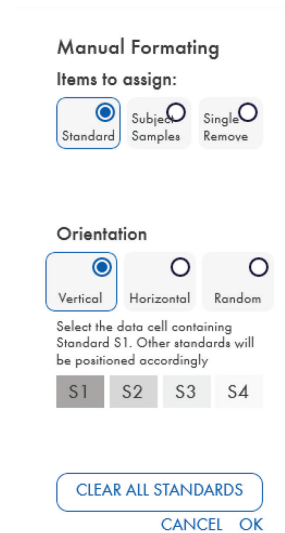 Manual Formating
Items to assign:
Standard
Subject
Samples
Single
Remove
Orientation
Vertical Horizontal Random
Select the data cell containing
Standard S1. Other standards will
be positioned accordingly
S1 S2 S3 S4
CLEAR ALL STANDARDS
CANCEL OK